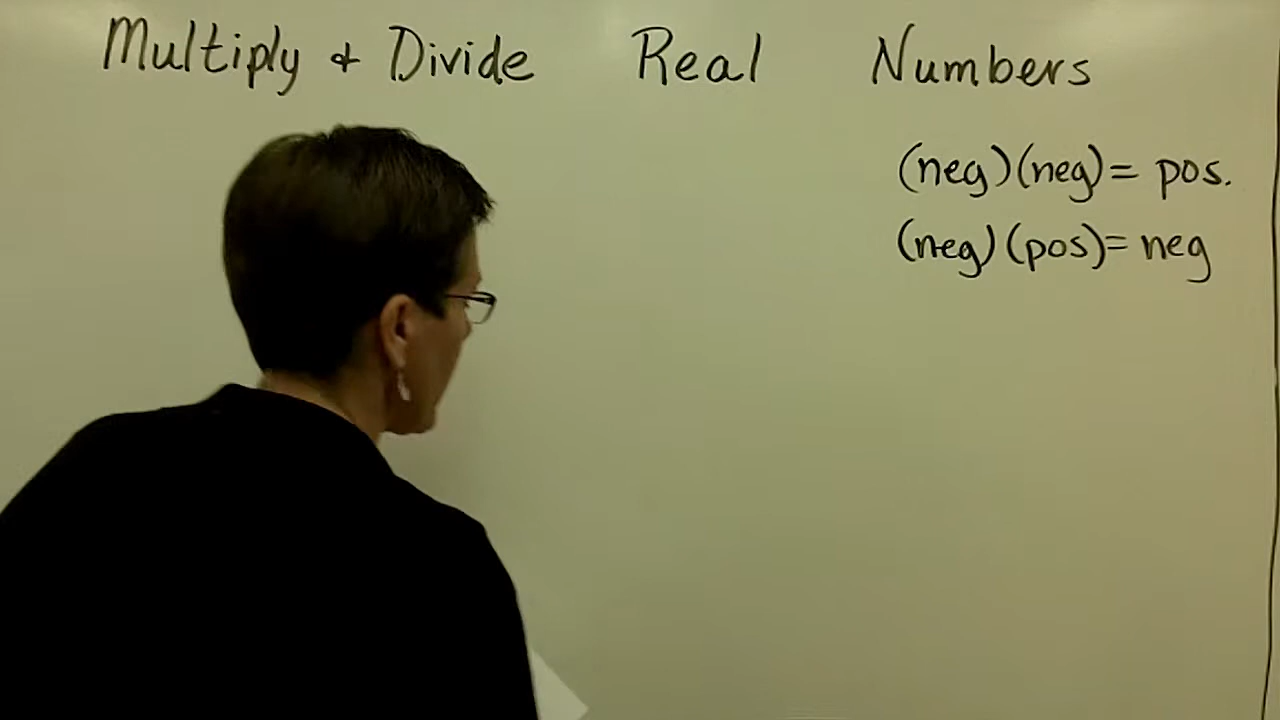 Multiply & Divide Real Numbers
(neg)(neg)= pos.
(neg)(pos)= neg